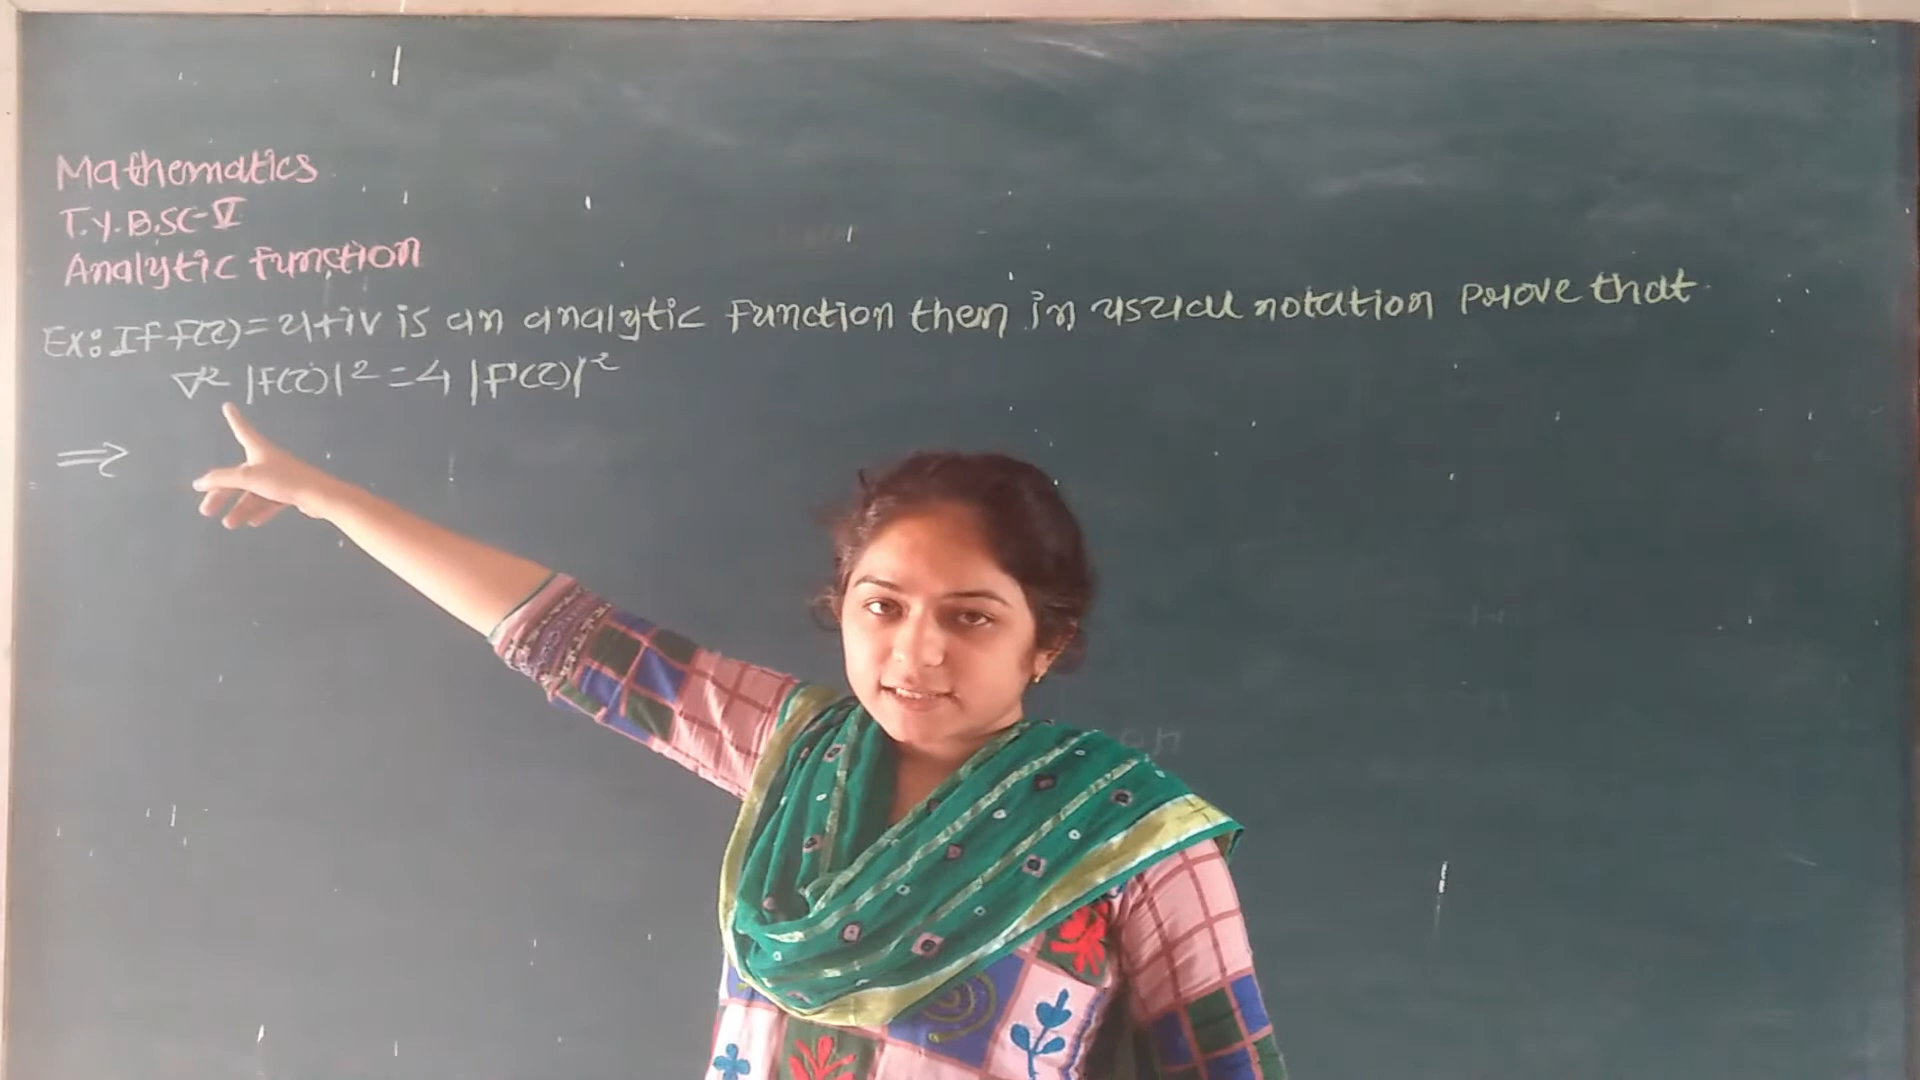 Mathematics
T.Y.B.SC-V
Analytic Function
Ex: If f(z)=u+iv is an analytic Function then in usual notation Prove that
∇² |F(z)|² = 4 |F'(z)|²
⇒